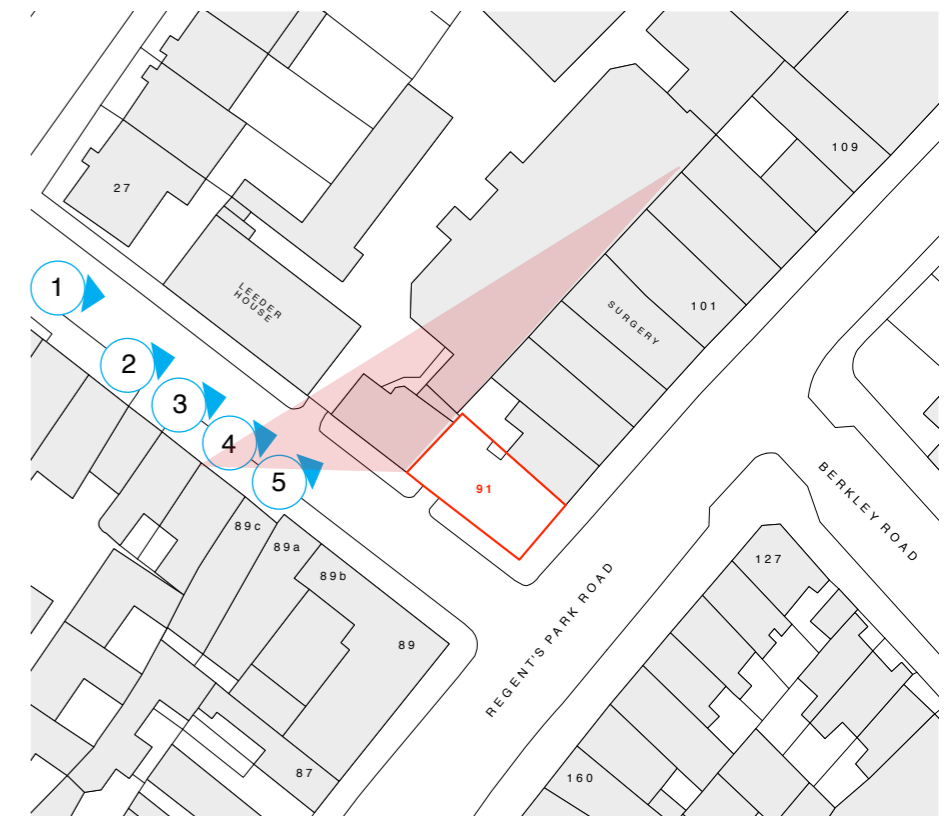 109
27
1
LEEDER
HOUSE
101
SURGERY
2
3
4
5
91
BERKLEY ROAD
89c
89a
89b
127
89
REGENT'S PARK ROAD
87
160